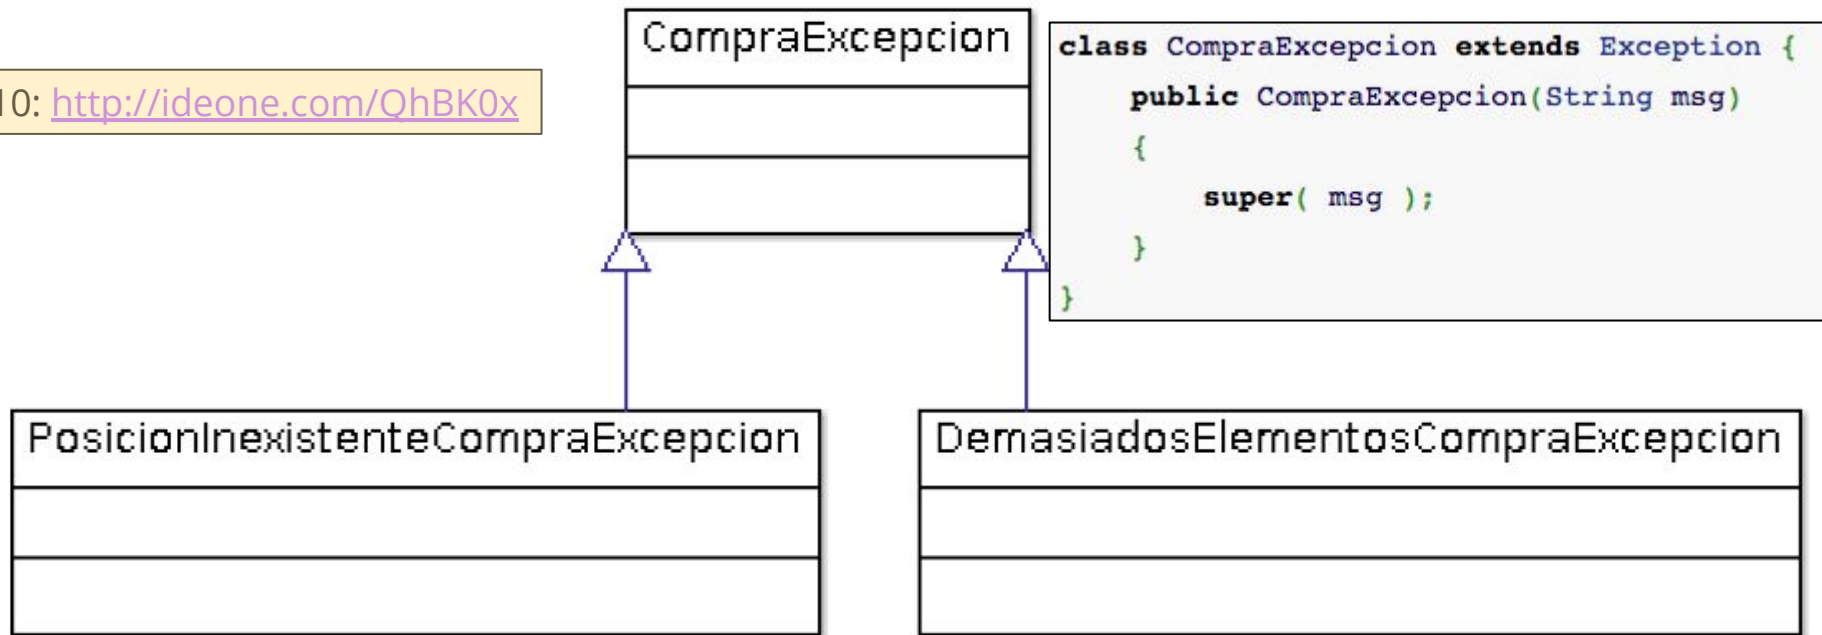 10: http://ideone.com/QhBK0x
CompraExcepcion
class CompraExcepcion extends Exception {
public CompraExcepcion(String msg)
{
super( msg );
}
}
PosicionInexistenteCompraExcepcion
DemasiadosElementosCompraExcepcion